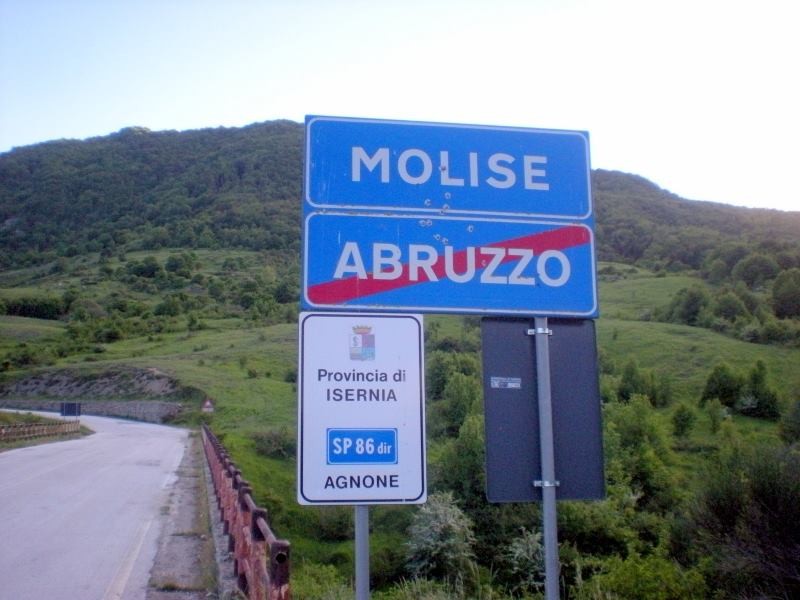 MOLISE
ABRUZZO
Provincia di
ISERNIA
SP 86 dir
AGNONE